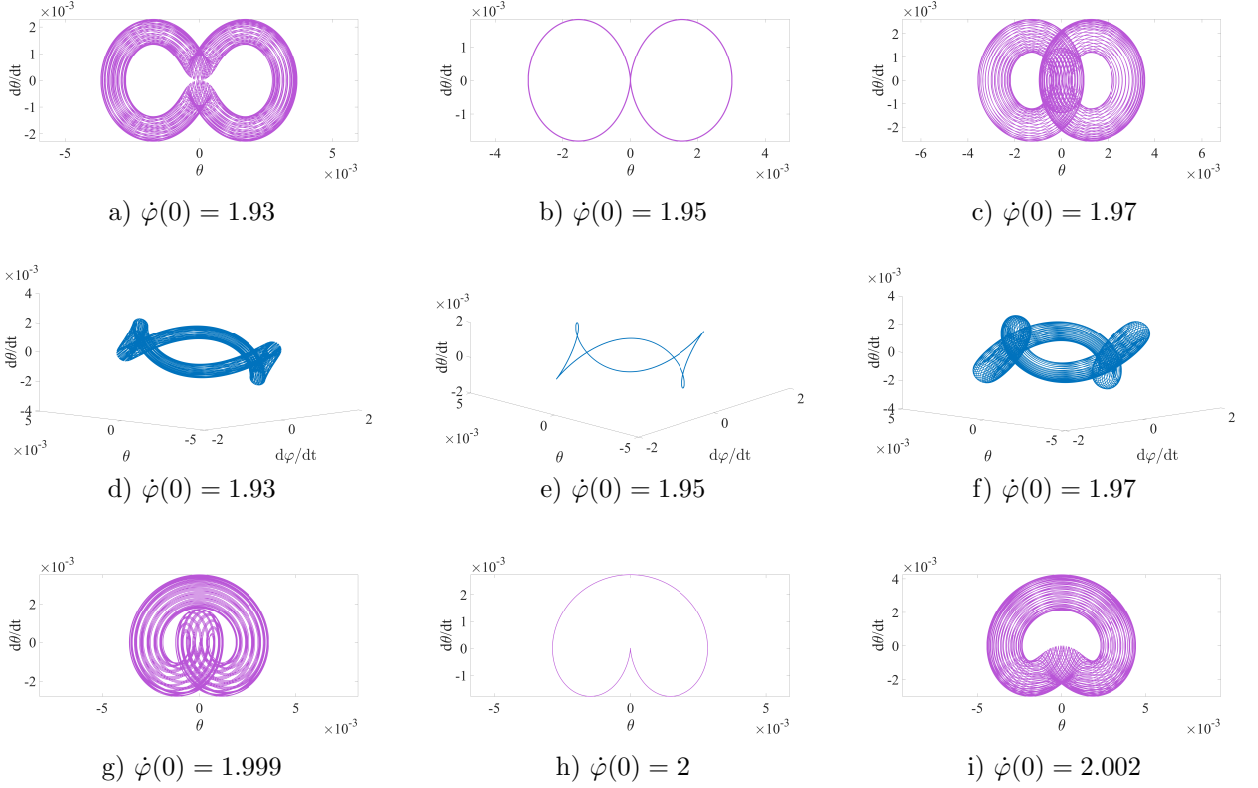 ×10⁻³
2
1
0
-1
-2
dθ/dt
-5 0 5
θ
×10⁻³
a) φ̇(0) = 1.93
×10⁻³
1
0
-1
dθ/dt
-4 -2 0 2 4
θ
×10⁻³
b) φ̇(0) = 1.95
×10⁻³
2
1
0
-1
-2
dθ/dt
-6 -4 -2 0 2 4 6
θ
×10⁻³
c) φ̇(0) = 1.97
×10⁻³
4
2
0
-2
-4
dθ/dt
5 0 -5
×10⁻³
θ
-2 0 2
dφ/dt
d) φ̇(0) = 1.93
×10⁻³
2
0
-2
dθ/dt
5 0 -5
×10⁻³
θ
-2 0 2
dφ/dt
e) φ̇(0) = 1.95
×10⁻³
4
2
0
-2
-4
dθ/dt
5 0 -5
×10⁻³
θ
-2 0 2
dφ/dt
f) φ̇(0) = 1.97
×10⁻³
2
0
-2
dθ/dt
-5 0 5
θ
×10⁻³
g) φ̇(0) = 1.999
×10⁻³
3
2
1
0
-1
dθ/dt
-5 0 5
θ
×10⁻³
h) φ̇(0) = 2
×10⁻³
4
2
0
-2
dθ/dt
-5 0 5
θ
×10⁻³
i) φ̇(0) = 2.002